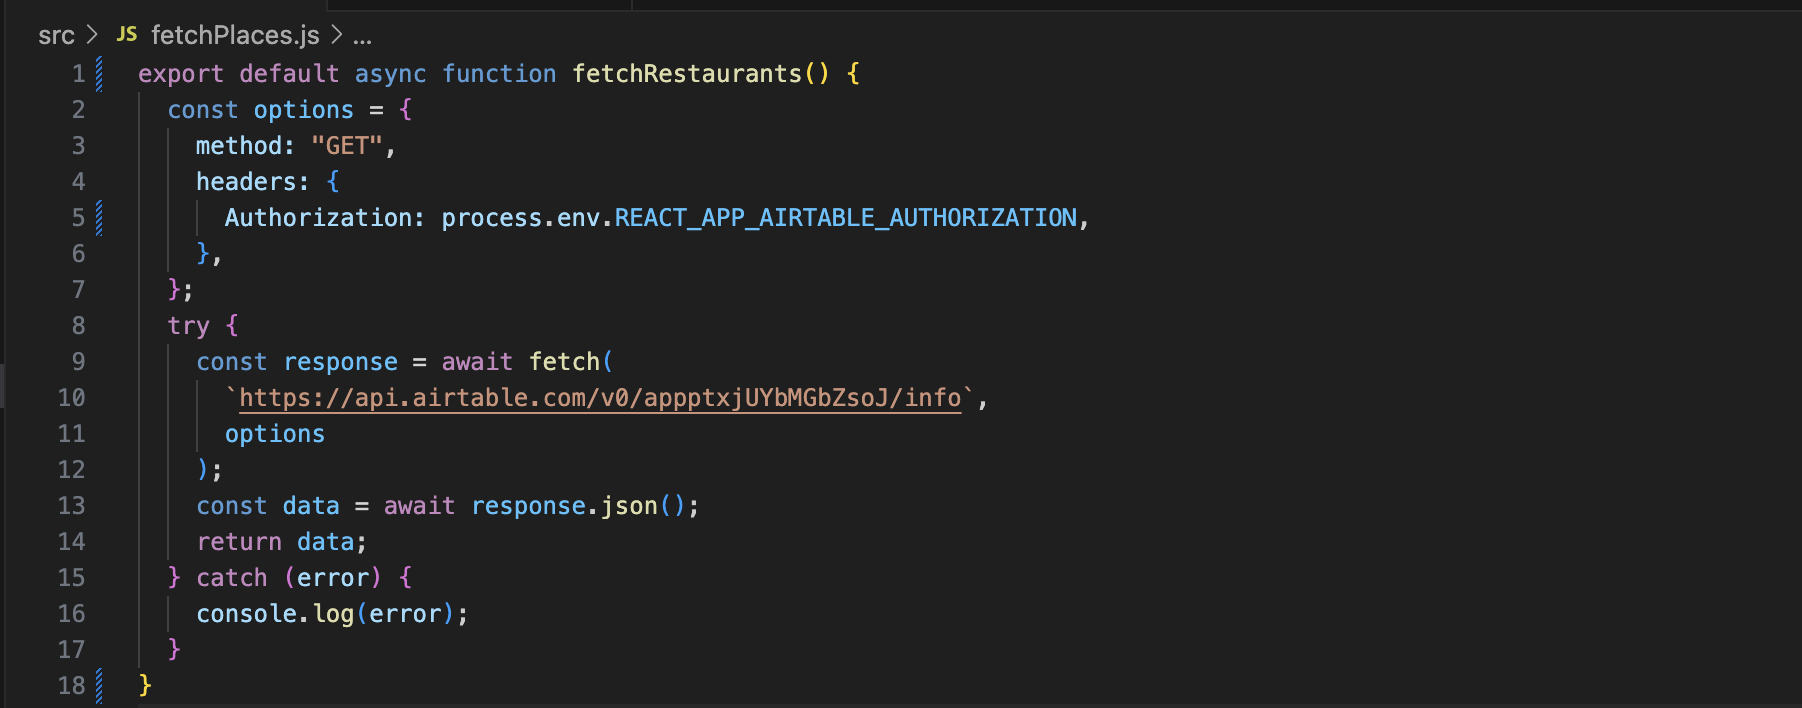 src > JS fetchPlaces.js > ...
1 export default async function fetchRestaurants() {
2 const options = {
3 method: "GET",
4 headers: {
5 Authorization: process.env.REACT_APP_AIRTABLE_AUTHORIZATION,
6 },
7 };
8 try {
9 const response = await fetch(
10 `https://api.airtable.com/v0/appptxjUYbMGbZsoJ/info`,
11 options
12 );
13 const data = await response.json();
14 return data;
15 } catch (error) {
16 console.log(error);
17 }
18 }